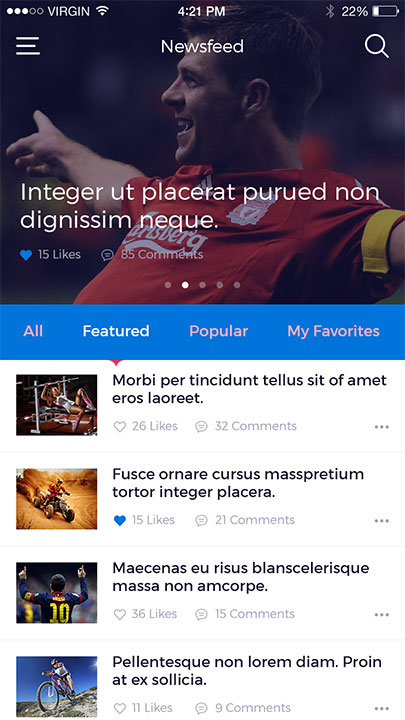 VIRGIN
4:21 PM
22%
Newsfeed
Integer ut placerat purued non
dignissim neque.
15 Likes
85 Comments
Carlsberg
All
Featured
Popular
My Favorites
Morbi per tincidunt tellus sit of amet
eros laoreet.
26 Likes
32 Comments
Fusce ornare cursus masspretium
tortor integer placera.
15 Likes
21 Comments
Maecenas eu risus blanscelerisque
massa non amcorpe.
36 Likes
15 Comments
10
Pellentesque non lorem diam. Proin
at ex sollicia.
11 Likes
9 Comments